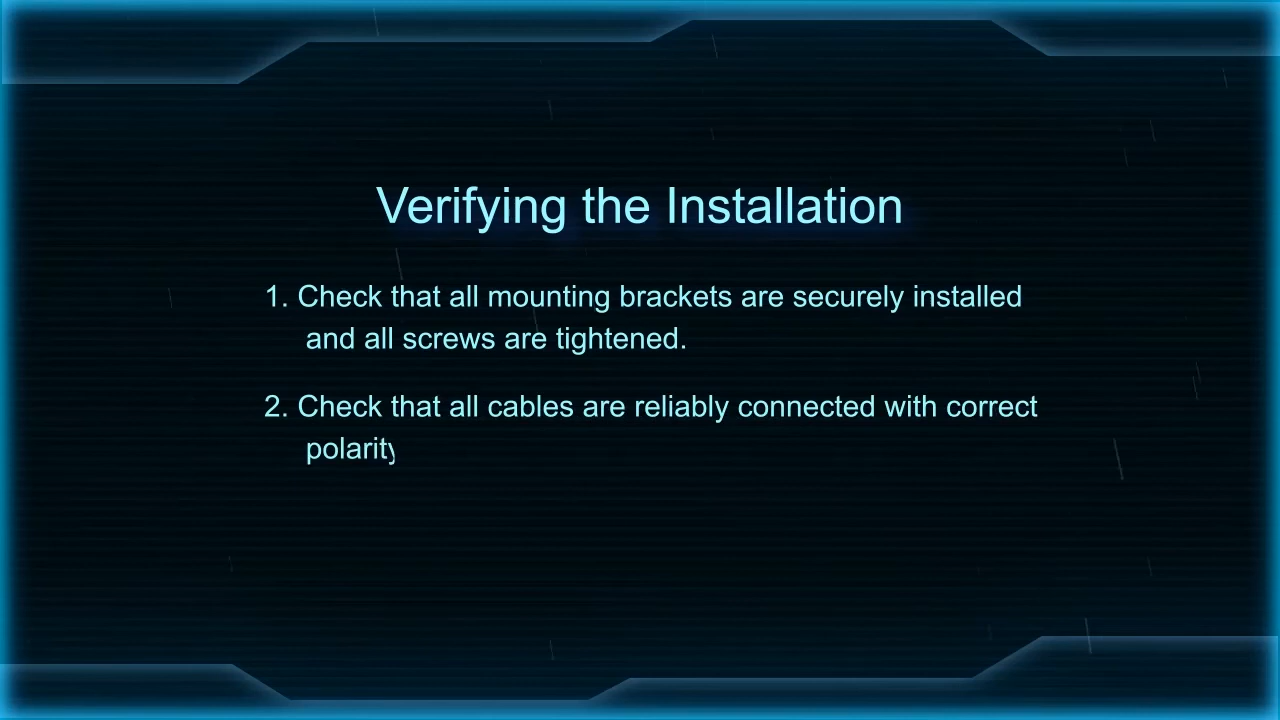 Verifying the Installation
1. Check that all mounting brackets are securely installed
and all screws are tightened.
2. Check that all cables are reliably connected with correct
polarity